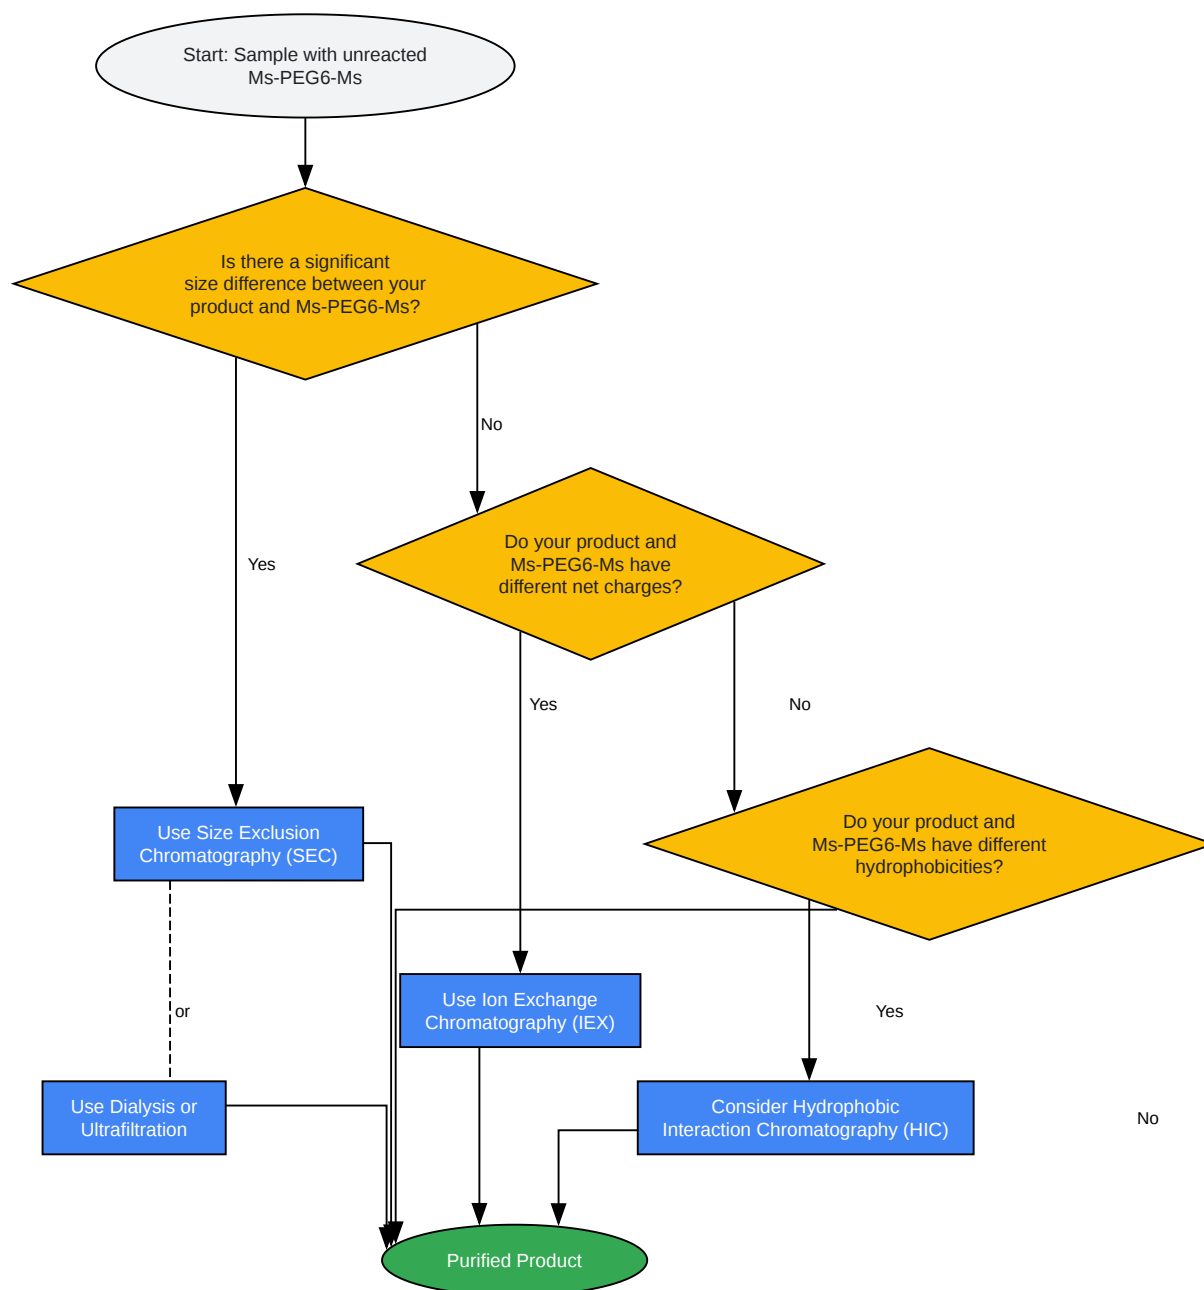 Start: Sample with unreacted
Ms-PEG6-Ms
Is there a significant
size difference between your
product and Ms-PEG6-Ms?
No
Do your product and
Ms-PEG6-Ms have
different net charges?
Yes
Yes
No
Use Size Exclusion
Chromatography (SEC)
Do your product and
Ms-PEG6-Ms have different
hydrophobicities?
or
Use Ion Exchange
Chromatography (IEX)
Yes
Use Dialysis or
Ultrafiltration
Consider Hydrophobic
Interaction Chromatography (HIC)
No
Purified Product